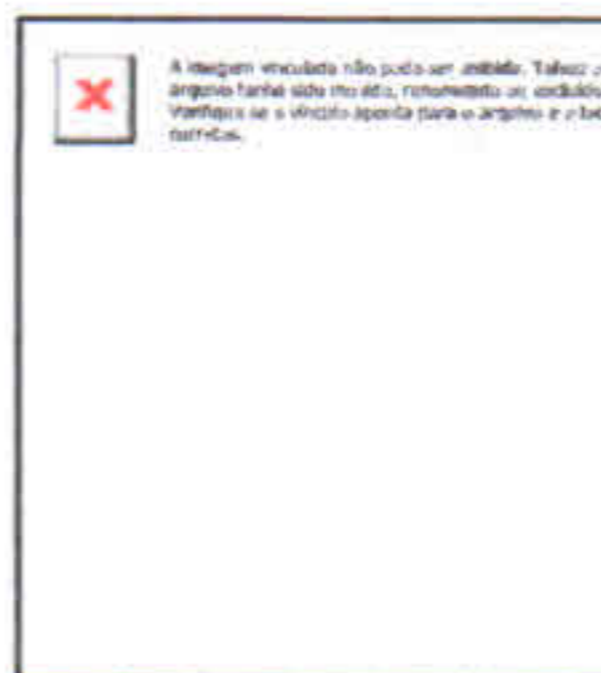 A imagem vinculada não pode ser exibida. Talvez o
arquivo tenha sido movido, renomeado ou excluído
Verifique se o vínculo aponta para o arquivo e o
corretos.